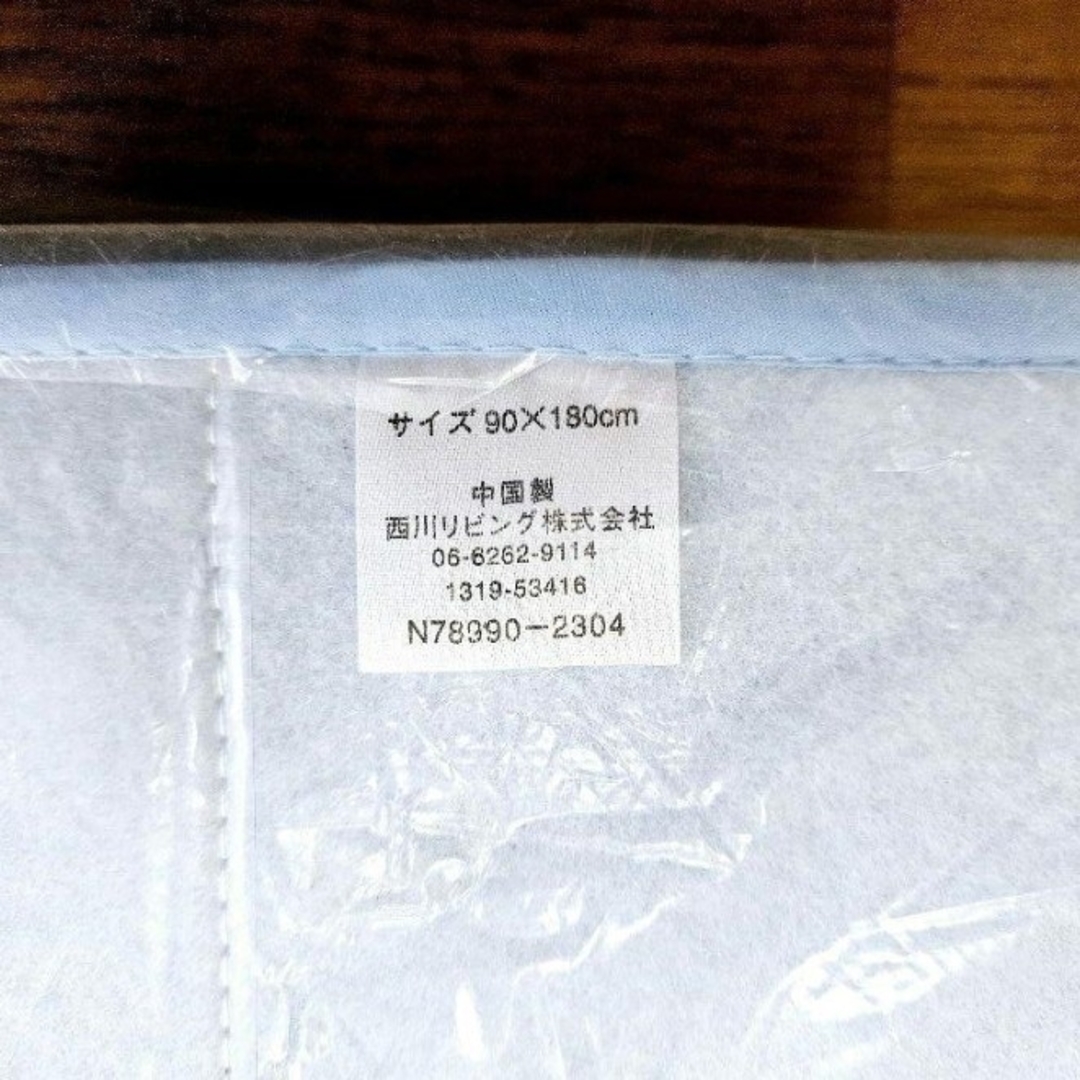 サイズ 90×180cm
中国製
西川リビング株式会社
06-6262-9114
1319-53416
N78990-2304